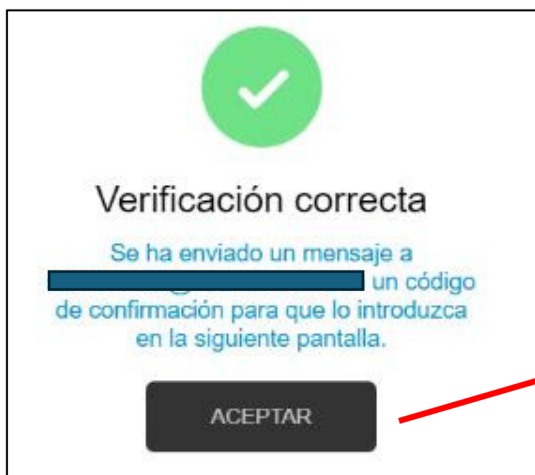 Verificación correcta
Se ha enviado un mensaje a
un código
de confirmación para que lo introduzca
en la siguiente pantalla.
ACEPTAR